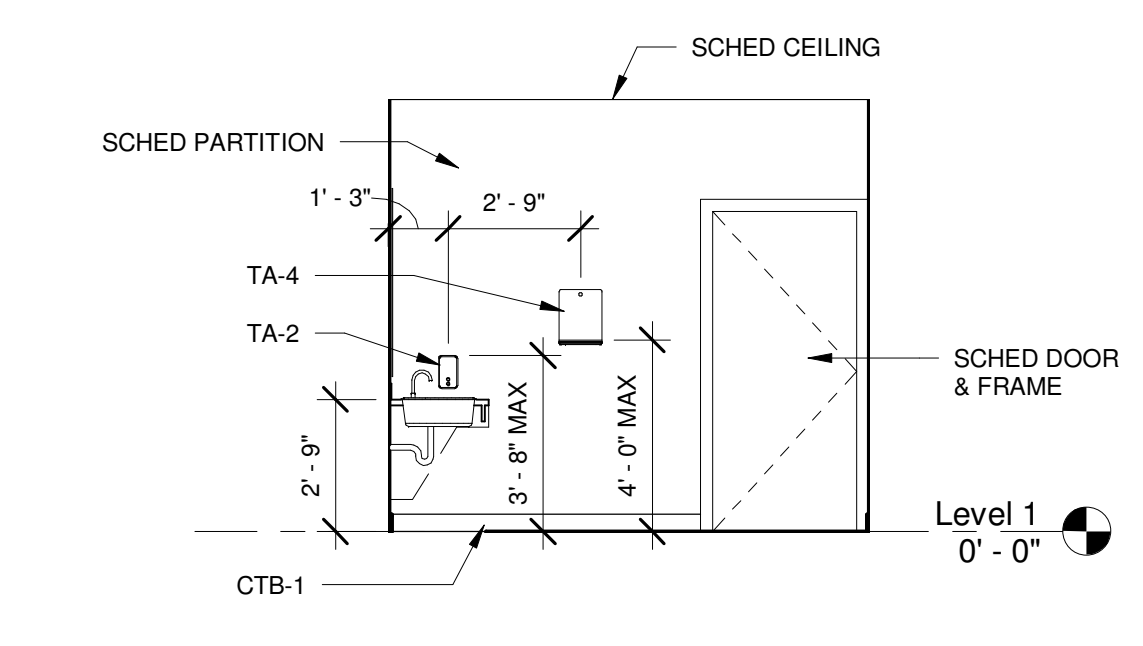 SCHED CEILING
SCHED PARTITION
1' - 3"
2' - 9"
TA-4
TA-2
SCHED DOOR
& FRAME
2' - 9"
3' - 8" MAX
4' - 0" MAX
Level 1
0' - 0"
CTB-1